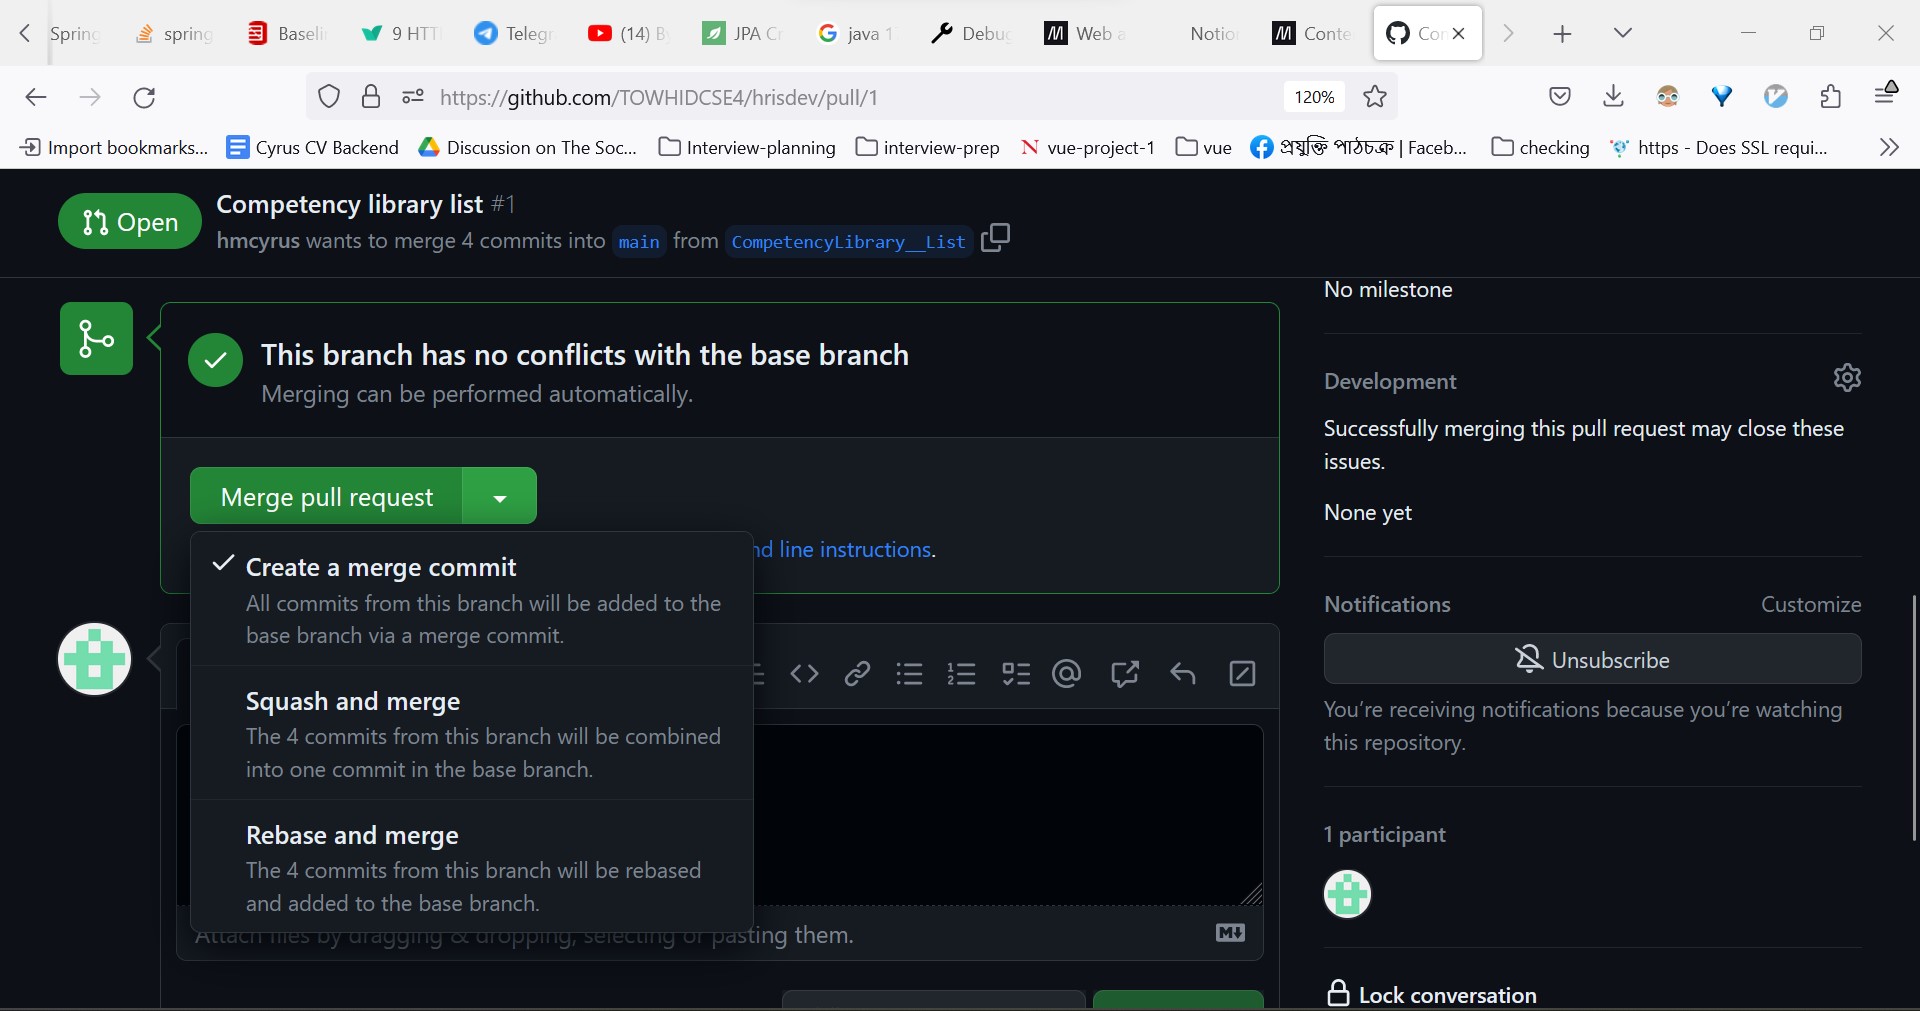 Spring
spring
Baseli
9 HTT
Telegr
(14) B
JPA C
java 1
Debug
Web a
Notio
Conte
Con
https://github.com/TOWHIDCSE4/hrisdev/pull/1
120%
Import bookmarks...
Cyrus CV Backend
Discussion on The Soc...
Interview-planning
interview-prep
vue-project-1
vue
প্রযুক্তি পাঠচক্র | Faceb...
checking
https - Does SSL requi...
Open
Competency library list #1
hmcyrus wants to merge 4 commits into main from CompetencyLibrary__List
This branch has no conflicts with the base branch
Merging can be performed automatically.
Merge pull request
nd line instructions.
Create a merge commit
All commits from this branch will be added to the
base branch via a merge commit.
Squash and merge
The 4 commits from this branch will be combined
into one commit in the base branch.
Rebase and merge
The 4 commits from this branch will be rebased
and added to the base branch.
Attach files by dragging & dropping, selecting or pasting them.
No milestone
Development
Successfully merging this pull request may close these
issues.
None yet
Notifications
Customize
Unsubscribe
You're receiving notifications because you're watching
this repository.
1 participant
Lock conversation